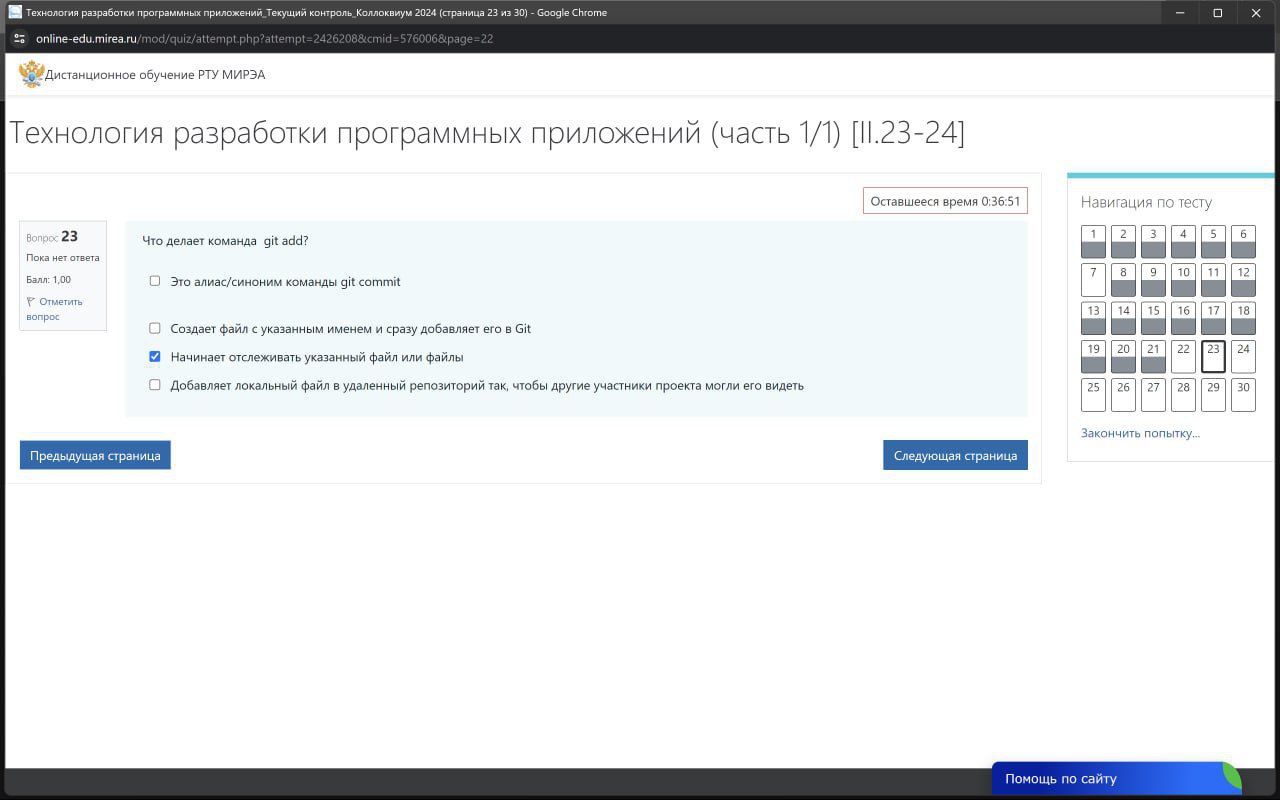 Технология разработки программных приложений_Текущий контроль_Коллоквиум 2024 (страница 23 из 30) - Google Chrome
online-edu.mirea.ru/mod/quiz/attempt.php?attempt=2426208&cmid=576006&page=22
Дистанционное обучение РТУ МИРЭА
Технология разработки программных приложений (часть 1/1) [II.23-24]
Оставшееся время 0:36:51
Вопрос 23
Пока нет ответа
Балл: 1,00
Отметить
вопрос
Что делает команда git add?
Это алиас/синоним команды git commit
Создает файл с указанным именем и сразу добавляет его в Git
Начинает отслеживать указанный файл или файлы
Добавляет локальный файл в удаленный репозиторий так, чтобы другие участники проекта могли его видеть
Предыдущая страница
Следующая страница
Навигация по тесту
1 2 3 4 5 6
7 8 9 10 11 12
13 14 15 16 17 18
19 20 21 22 23 24
25 26 27 28 29 30
Закончить попытку...
Помощь по сайту